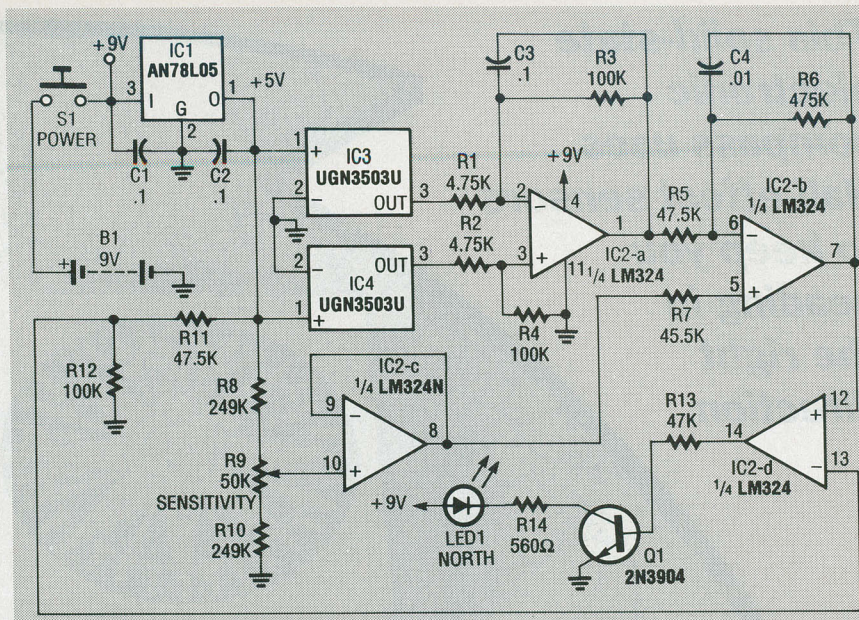 +9V
IC1
AN78L05
+5V
3
I
O
1
G
2
S1
POWER
C1
.1
C2
.1
B1
9V
+
1
+
IC3
UGN3503U
2
−
OUT
3
2
−
OUT
3
IC4
UGN3503U
1
+
R1
4.75K
R2
4.75K
C3
.1
R3
100K
+9V
2
−
4
1
3
+
11
IC2-a
1/4 LM324
R4
100K
R5
47.5K
C4
.01
R6
475K
IC2-b
1/4 LM324
6
−
7
5
+
R7
45.5K
R11
47.5K
R12
100K
R8
249K
R9
50K
SENSITIVITY
R10
249K
IC2-c
1/4 LM324N
9
−
8
10
+
R13
47K
12
+
14
13
−
IC2-d
1/4 LM324
+9V
LED1
NORTH
R14
560Ω
Q1
2N3904